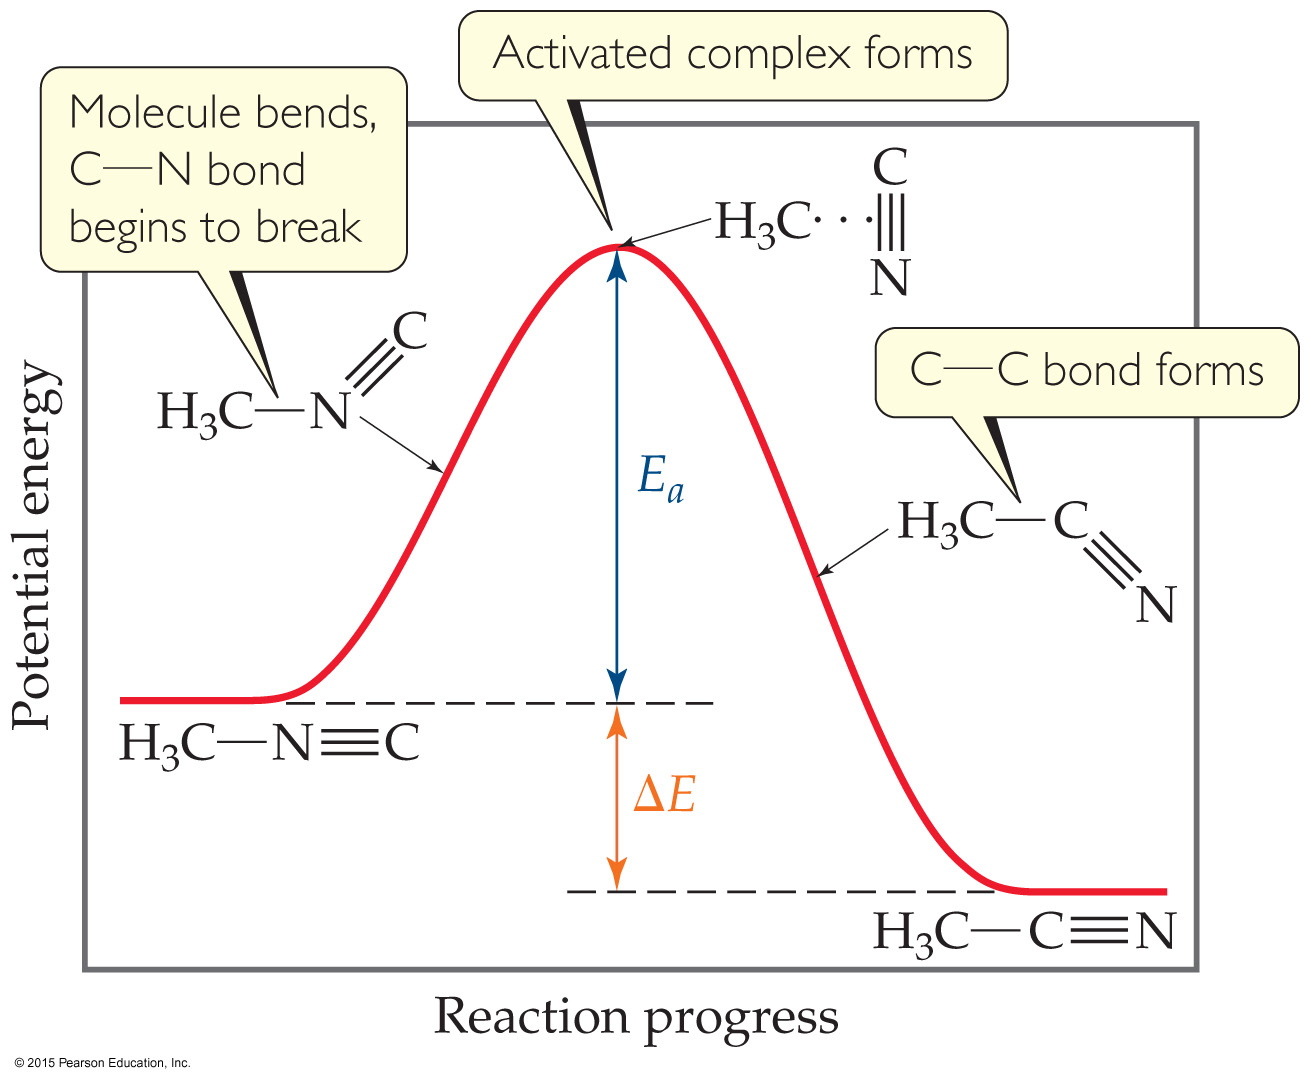 Activated complex forms
Molecule bends,
C—N bond
begins to break
C
H₃C···|||
N
C
H₃C—N
C—C bond forms
Eₐ
H₃C—C
N
Potential energy
H₃C—N≡C
ΔE
H₃C—C≡N
Reaction progress
© 2015 Pearson Education, Inc.